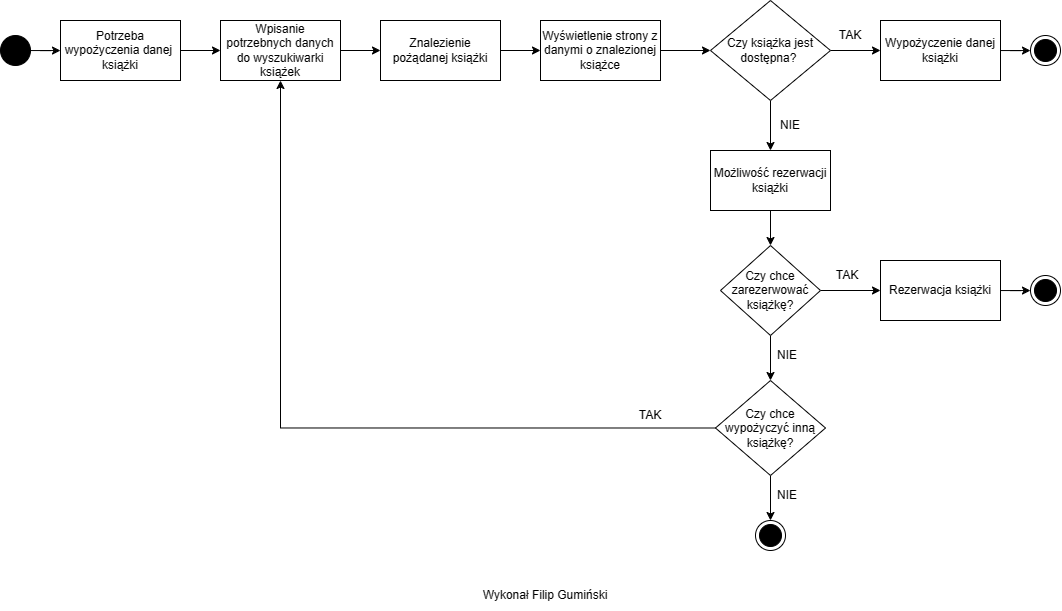 Potrzeba
wypożyczenia danej
książki
Wpisanie
potrzebnych danych
do wyszukiwarki
książek
Znalezienie
pożądanej książki
Wyświetlenie strony z
danymi o znalezionej
książce
Czy książka jest
dostępna?
TAK
Wypożyczenie danej
książki
NIE
Możliwość rezerwacji
książki
Czy chce
zarezerwować
książkę?
TAK
Rezerwacja książki
NIE
Czy chce
wypożyczyć inną
książkę?
TAK
NIE
Wykonał Filip Gumiński